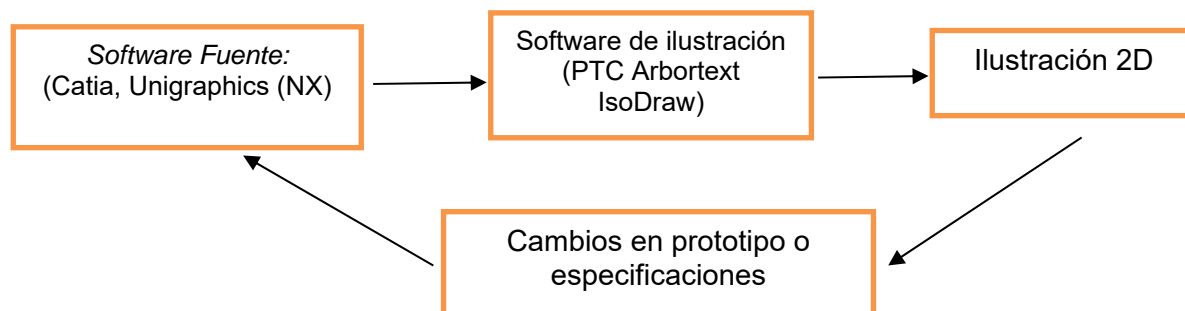 Software Fuente:
(Catia, Unigraphics (NX)
Software de ilustración
(PTC Arbortext
IsoDraw)
Ilustración 2D
Cambios en prototipo o
especificaciones